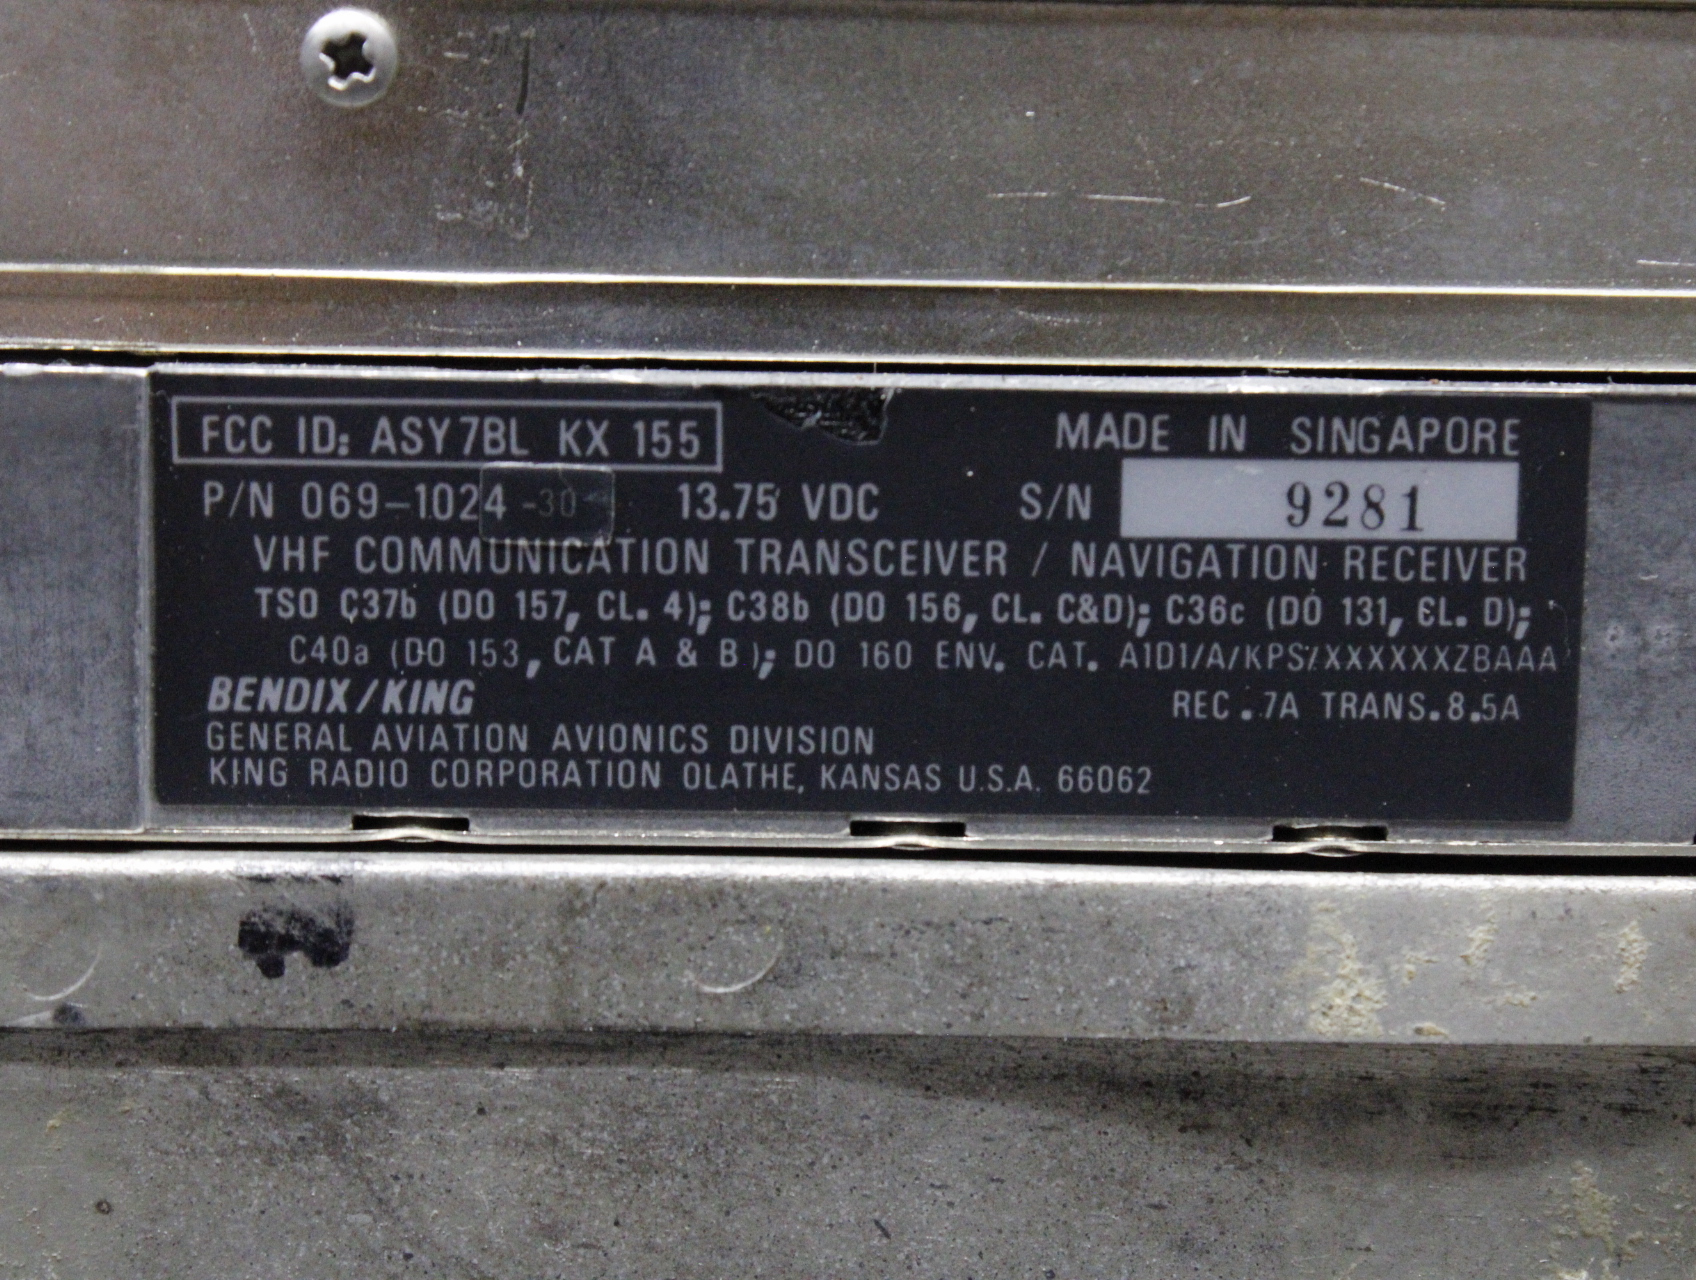 FCC ID: ASY7BL KX 155 MADE IN SINGAPORE
P/N 069-1024 -30 13.75 VDC S/N 9281
VHF COMMUNICATION TRANSCEIVER / NAVIGATION RECEIVER
TSO C37b (DO 157, CL. 4); C38b (DO 156, CL. C&D); C36c (DO 131, CL. D);
C40a (DO 153, CAT A & B); DO 160 ENV. CAT. A1D1/A/KPS/XXXXXXZBAAA
BENDIX/KING REC .7A TRANS.8.5A
GENERAL AVIATION AVIONICS DIVISION
KING RADIO CORPORATION OLATHE, KANSAS U.S.A. 66062